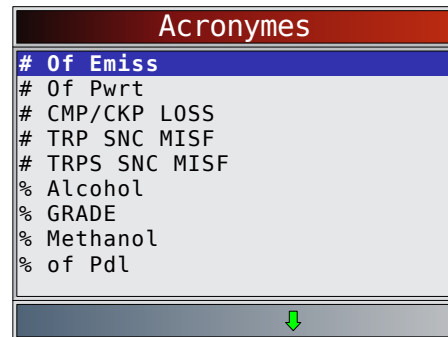 Acronymes
# Of Emiss
# Of Pwrt
# CMP/CKP LOSS
# TRP SNC MISF
# TRPS SNC MISF
% Alcohol
% GRADE
% Methanol
% of Pdl